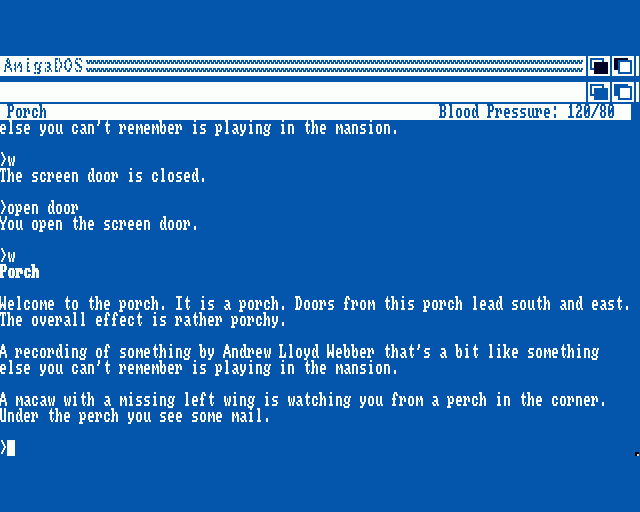 AmigaDOS
Porch Blood Pressure: 120/80
else you can't remember is playing in the mansion.
>w
The screen door is closed.
>open door
You open the screen door.
>w
Porch
Welcome to the porch. It is a porch. Doors from this porch lead south and east.
The overall effect is rather porchy.
A recording of something by Andrew Lloyd Webber that's a bit like something
else you can't remember is playing in the mansion.
A macaw with a missing left wing is watching you from a perch in the corner.
Under the perch you see some mail.
>